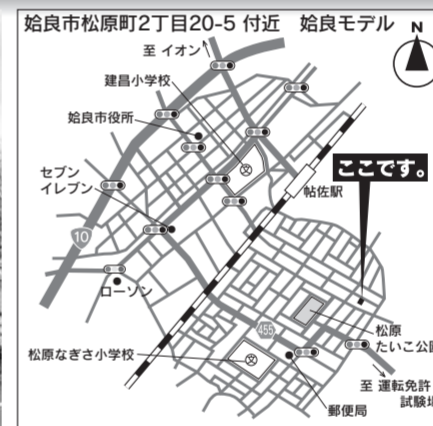 姶良市松原町2丁目20-5 付近　姶良モデル
N
至 イオン
建昌小学校
姶良市役所
セブン
イレブン
ここです。
帖佐駅
10
ローソン
455
松原
たいこ公園
松原なぎさ小学校
郵便局
至 運転免許
試験場